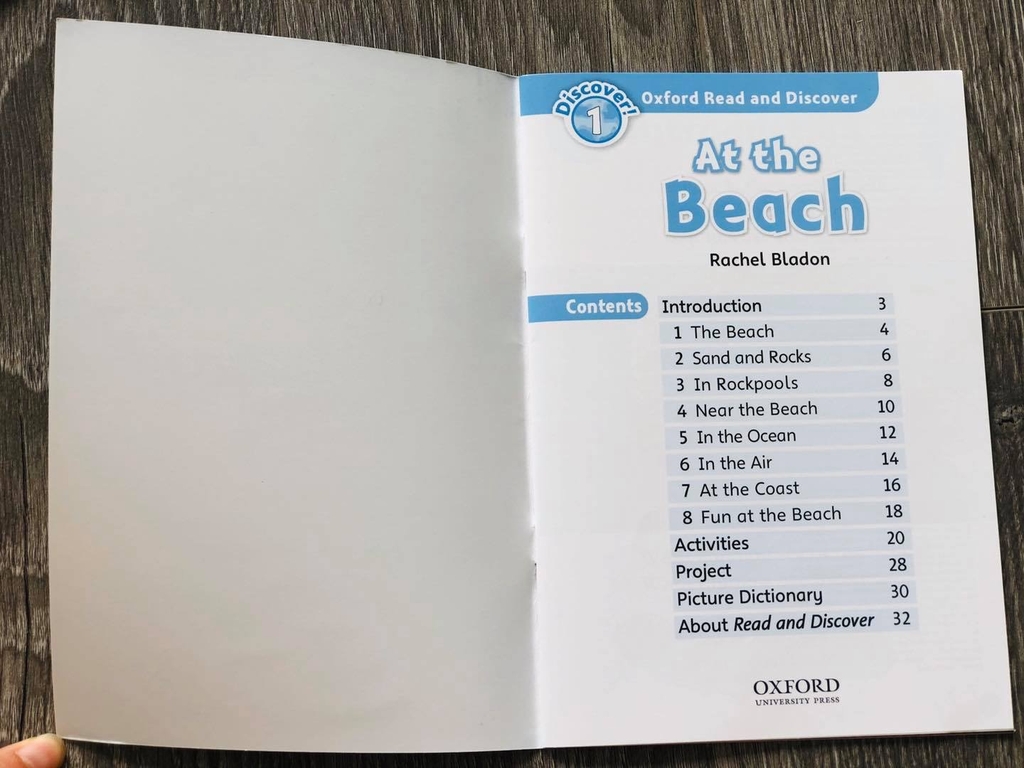 Discover!
1
Oxford Read and Discover
At the
Beach
Rachel Bladon
Contents
Introduction 3
1 The Beach 4
2 Sand and Rocks 6
3 In Rockpools 8
4 Near the Beach 10
5 In the Ocean 12
6 In the Air 14
7 At the Coast 16
8 Fun at the Beach 18
Activities 20
Project 28
Picture Dictionary 30
About Read and Discover 32
OXFORD
UNIVERSITY PRESS